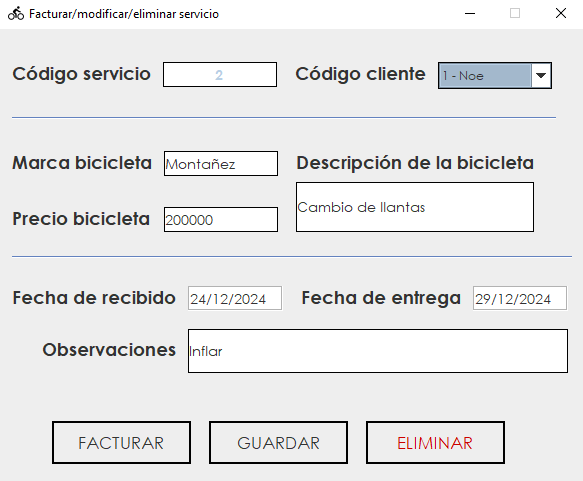 Facturar/modificar/eliminar servicio
Código servicio 2 Código cliente 1 - Noe
Marca bicicleta Montañez Descripción de la bicicleta
Cambio de llantas
Precio bicicleta 200000
Fecha de recibido 24/12/2024 Fecha de entrega 29/12/2024
Observaciones Inflar
FACTURAR GUARDAR ELIMINAR